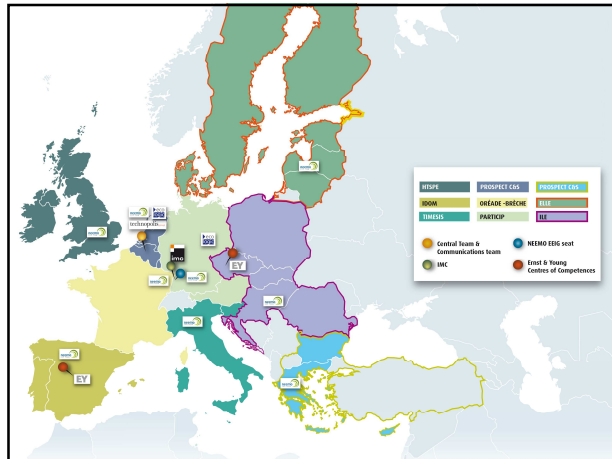 HTSPE
PROSPECT C&S
PROSPECT C&S
IDOM
ORÉADE -BRÈCHE
ELLE
TIMESIS
PARTICIP
ILE
Central Team &
Communications team
NEEMO EEIG seat
IMC
Ernst & Young
Centres of Competences
technopolis
imc
EY
EY